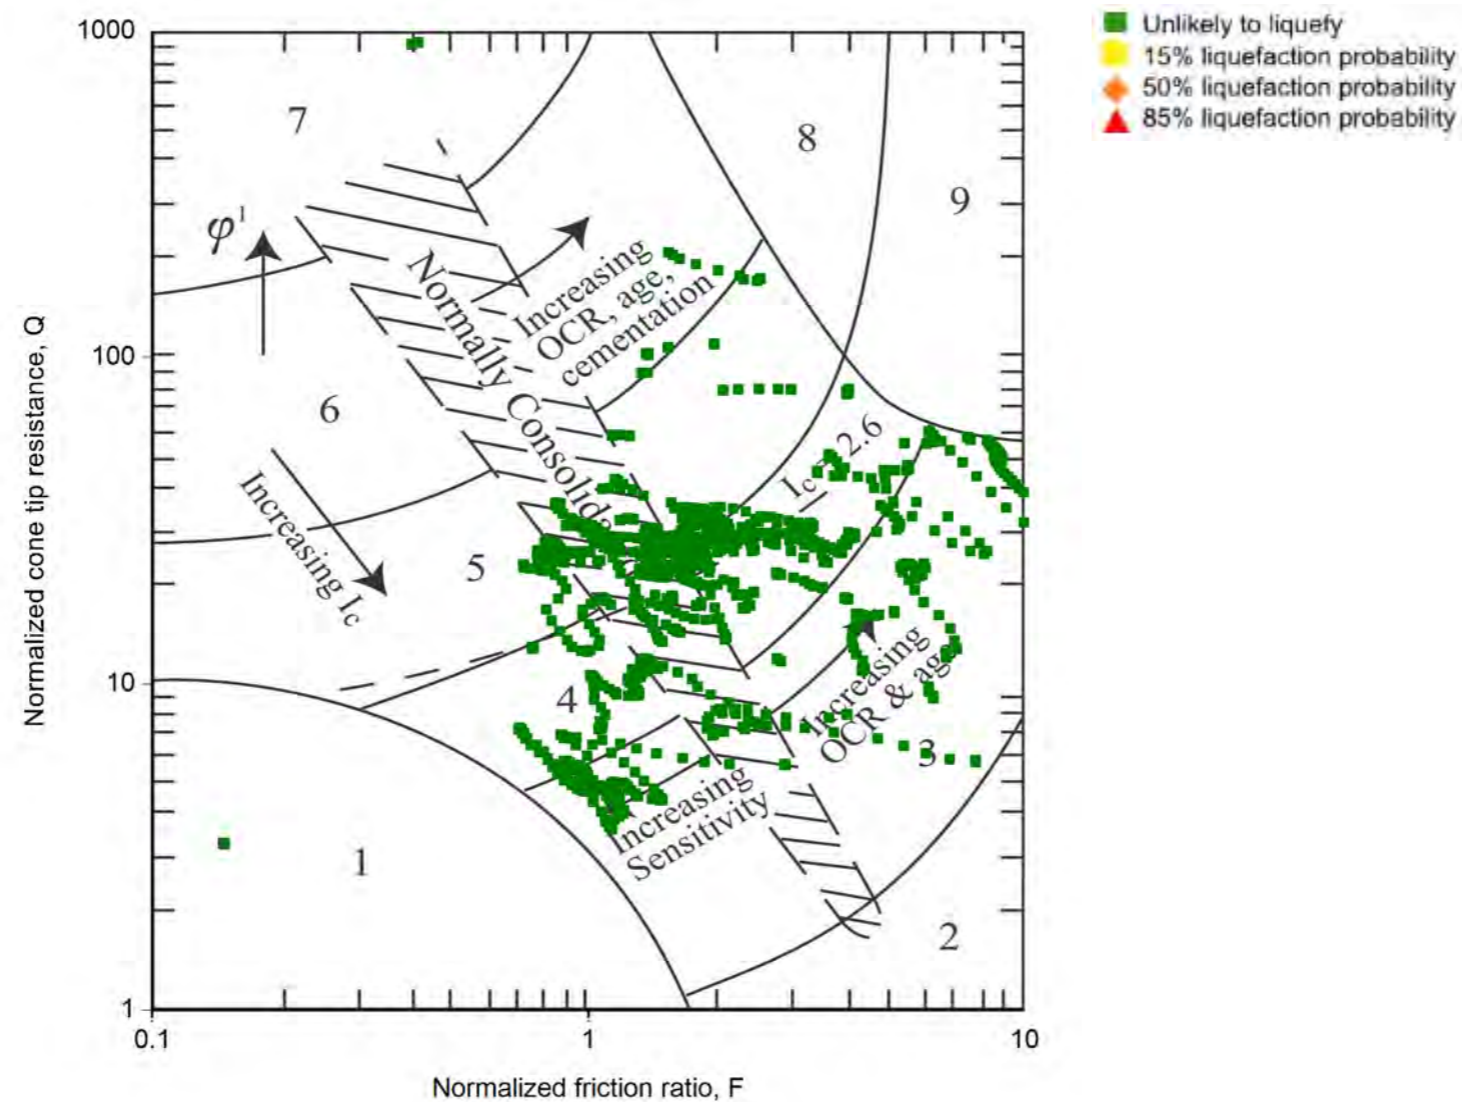 Unlikely to liquefy
15% liquefaction probability
50% liquefaction probability
85% liquefaction probability
1000
100
10
1
Normalized cone tip resistance, Q
7
8
9
φ¹
Normally Consolid
Increasing
OCR, age,
cementation
6
Increasing Ic
5
Ic = 2.6
4
Increasing
OCR & age
3
Increasing
Sensitivity
1
2
0.1
1
10
Normalized friction ratio, F